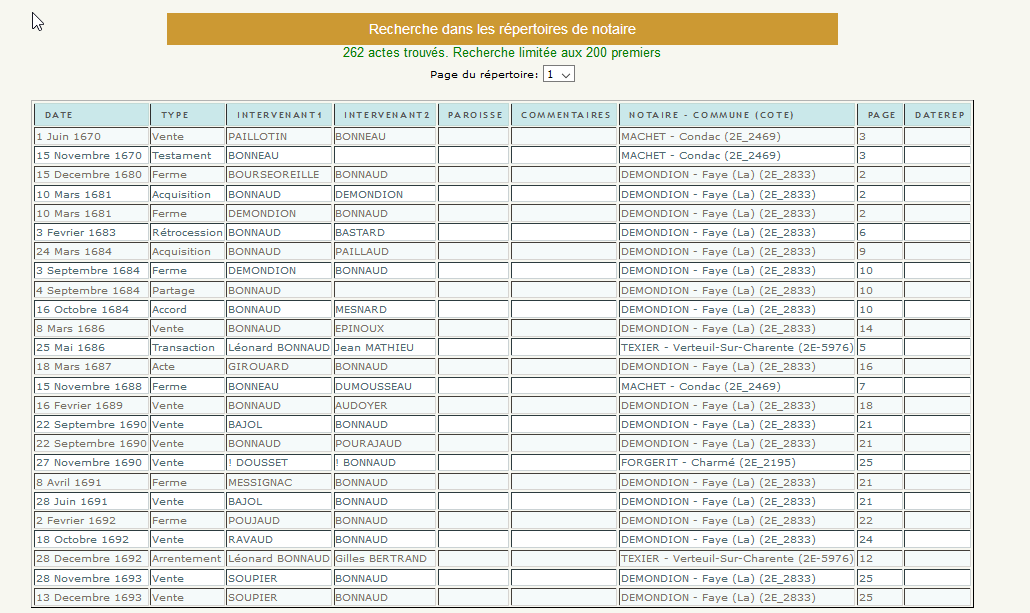 Recherche dans les répertoires de notaire
262 actes trouvés. Recherche limitée aux 200 premiers
Page du répertoire: 1
DATE TYPE INTERVENANT1 INTERVENANT2 PAROISSE COMMENTAIRES NOTAIRE - COMMUNE (COTE) PAGE DATEREP
1 Juin 1670 Vente PAILLOTIN BONNEAU MACHET - Condac (2E_2469) 3
15 Novembre 1670 Testament BONNEAU MACHET - Condac (2E_2469) 3
15 Decembre 1680 Ferme BOURSEOREILLE BONNAUD DEMONDION - Faye (La) (2E_2833) 2
10 Mars 1681 Acquisition BONNAUD DEMONDION DEMONDION - Faye (La) (2E_2833) 2
10 Mars 1681 Ferme DEMONDION BONNAUD DEMONDION - Faye (La) (2E_2833) 2
3 Fevrier 1683 Rétrocession BONNAUD BASTARD DEMONDION - Faye (La) (2E_2833) 6
24 Mars 1684 Acquisition BONNAUD PAILLAUD DEMONDION - Faye (La) (2E_2833) 9
3 Septembre 1684 Ferme DEMONDION BONNAUD DEMONDION - Faye (La) (2E_2833) 10
4 Septembre 1684 Partage BONNAUD DEMONDION - Faye (La) (2E_2833) 10
16 Octobre 1684 Accord BONNAUD MESNARD DEMONDION - Faye (La) (2E_2833) 10
8 Mars 1686 Vente BONNAUD EPINOUX DEMONDION - Faye (La) (2E_2833) 14
25 Mai 1686 Transaction Léonard BONNAUD Jean MATHIEU TEXIER - Verteuil-Sur-Charente (2E-5976) 5
18 Mars 1687 Acte GIROUARD BONNAUD DEMONDION - Faye (La) (2E_2833) 16
15 Novembre 1688 Ferme BONNEAU DUMOUSSEAU MACHET - Condac (2E_2469) 7
16 Fevrier 1689 Vente BONNAUD AUDOYER DEMONDION - Faye (La) (2E_2833) 18
22 Septembre 1690 Vente BAJOL BONNAUD DEMONDION - Faye (La) (2E_2833) 21
22 Septembre 1690 Vente BONNAUD POURAJAUD DEMONDION - Faye (La) (2E_2833) 21
27 Novembre 1690 Vente ! DOUSSET ! BONNAUD FORGERIT - Charmé (2E_2195) 25
8 Avril 1691 Ferme MESSIGNAC BONNAUD DEMONDION - Faye (La) (2E_2833) 21
28 Juin 1691 Vente BAJOL BONNAUD DEMONDION - Faye (La) (2E_2833) 21
2 Fevrier 1692 Ferme POUJAUD BONNAUD DEMONDION - Faye (La) (2E_2833) 22
18 Octobre 1692 Vente RAVAUD BONNAUD DEMONDION - Faye (La) (2E_2833) 24
28 Decembre 1692 Arrentement Léonard BONNAUD Gilles BERTRAND TEXIER - Verteuil-Sur-Charente (2E-5976) 12
28 Novembre 1693 Vente SOUPIER BONNAUD DEMONDION - Faye (La) (2E_2833) 25
13 Decembre 1693 Vente SOUPIER BONNAUD DEMONDION - Faye (La) (2E_2833) 25